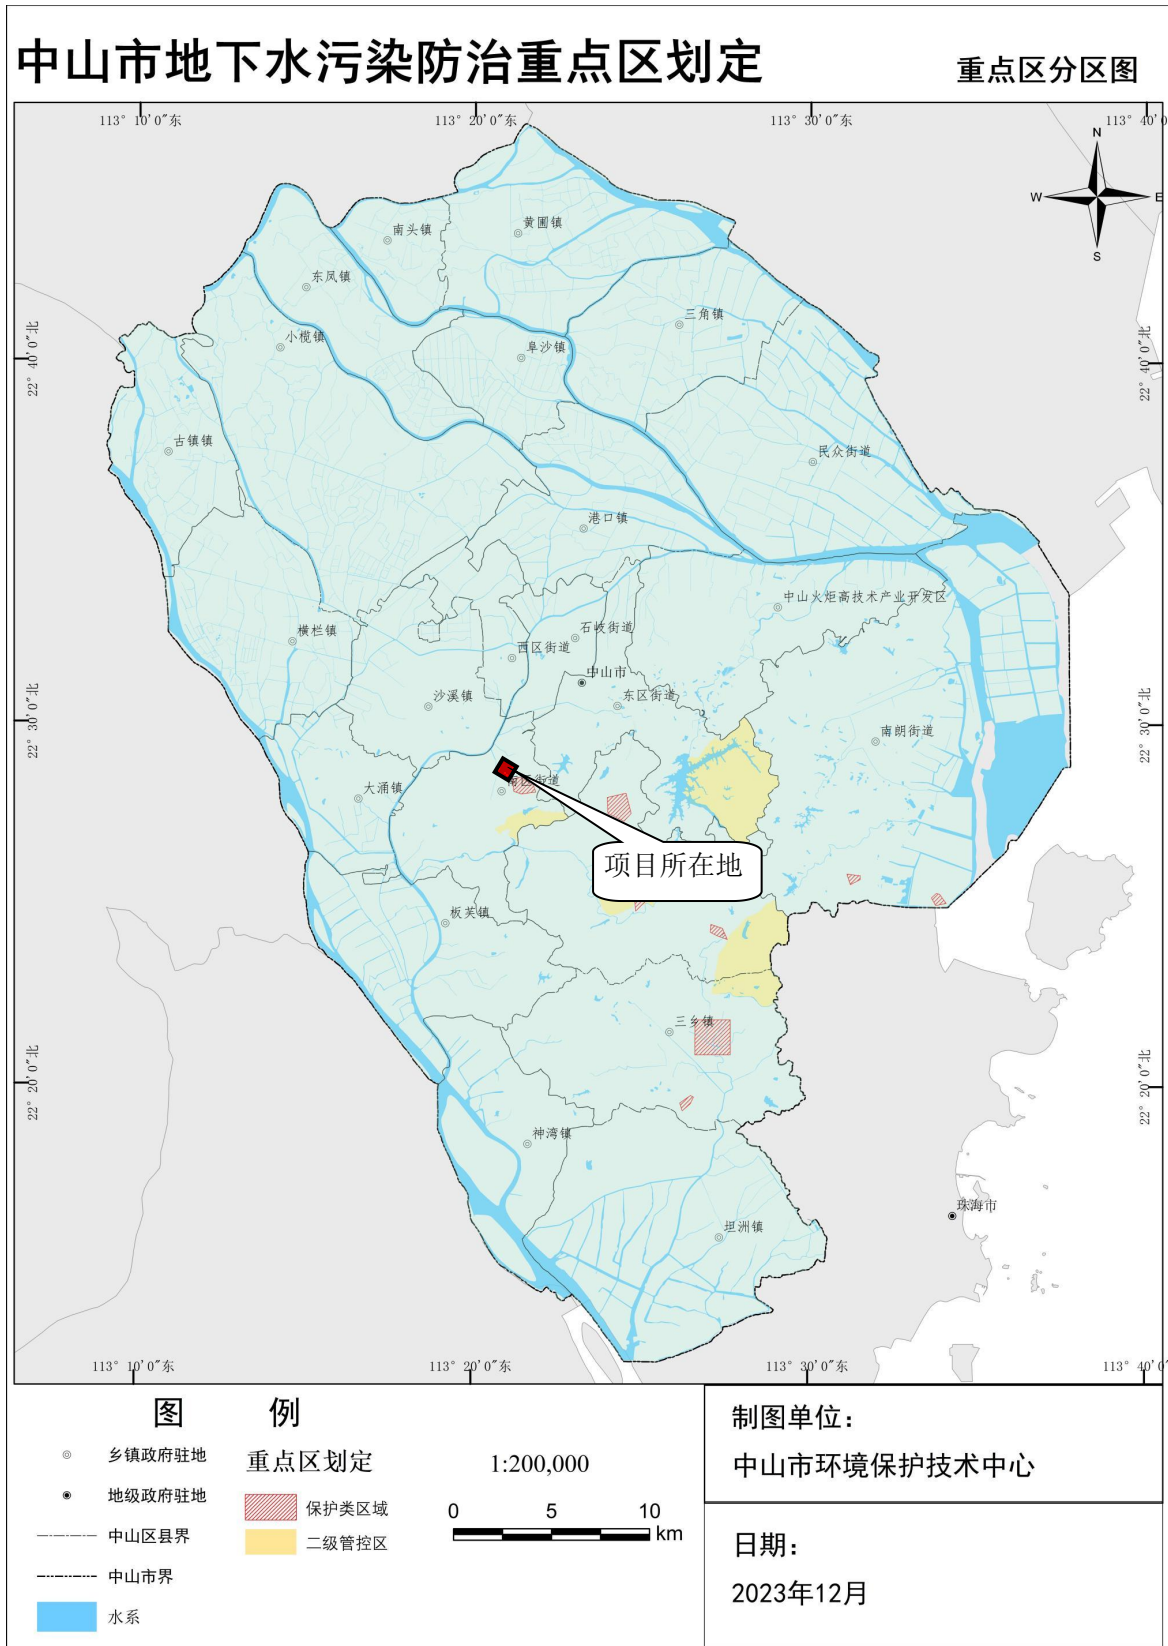 中山市地下水污染防治重点区划定
重点区分区图
113° 10′0″东
113° 20′0″东
113° 30′0″东
113° 40′0
N
W
E
S
南头镇
黄圃镇
东凤镇
三角镇
小榄镇
阜沙镇
22° 40′0″北
22° 40′0″北
古镇镇
民众街道
港口镇
中山火炬高技术产业开发区
横栏镇
石岐街道
西区街道
中山市
沙溪镇
东区街道
22° 30′0″北
22° 30′0″北
南朗街道
大涌镇
南区街道
项目所在地
板芙镇
三乡镇
22° 20′0″北
22° 20′0″北
神湾镇
珠海市
坦洲镇
113° 10′0″东
113° 20′0″东
113° 30′0″东
113° 40′0
图 例
乡镇政府驻地
地级政府驻地
中山区县界
中山市界
水系
重点区划定
保护类区域
二级管控区
1:200,000
0 5 10
km
制图单位：
中山市环境保护技术中心
日期：
2023年12月